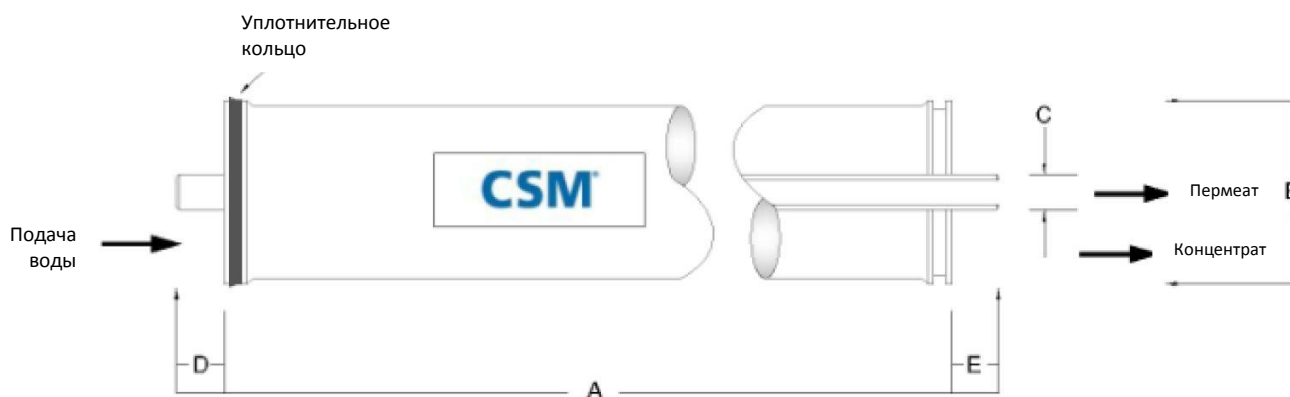 Уплотнительное
кольцо
C
CSM
Пермеат
Подача
воды
Концентрат
D
E
A